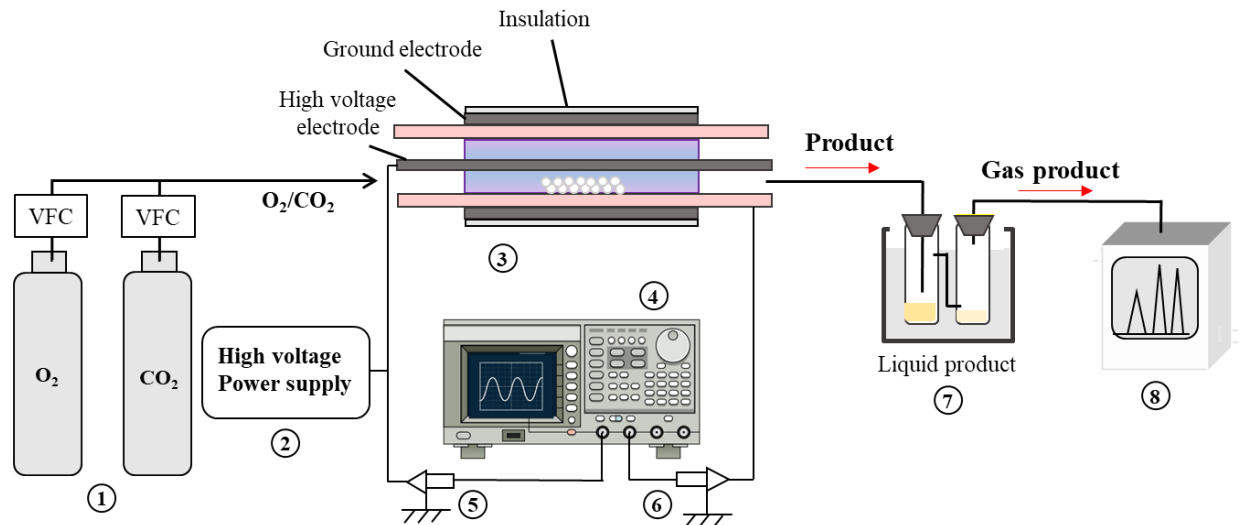 Insulation
Ground electrode
High voltage
electrode
Product
Gas product
O₂/CO₂
VFC
VFC
③
④
O₂
CO₂
High voltage
Power supply
Liquid product
①
②
⑤
⑥
⑦
⑧